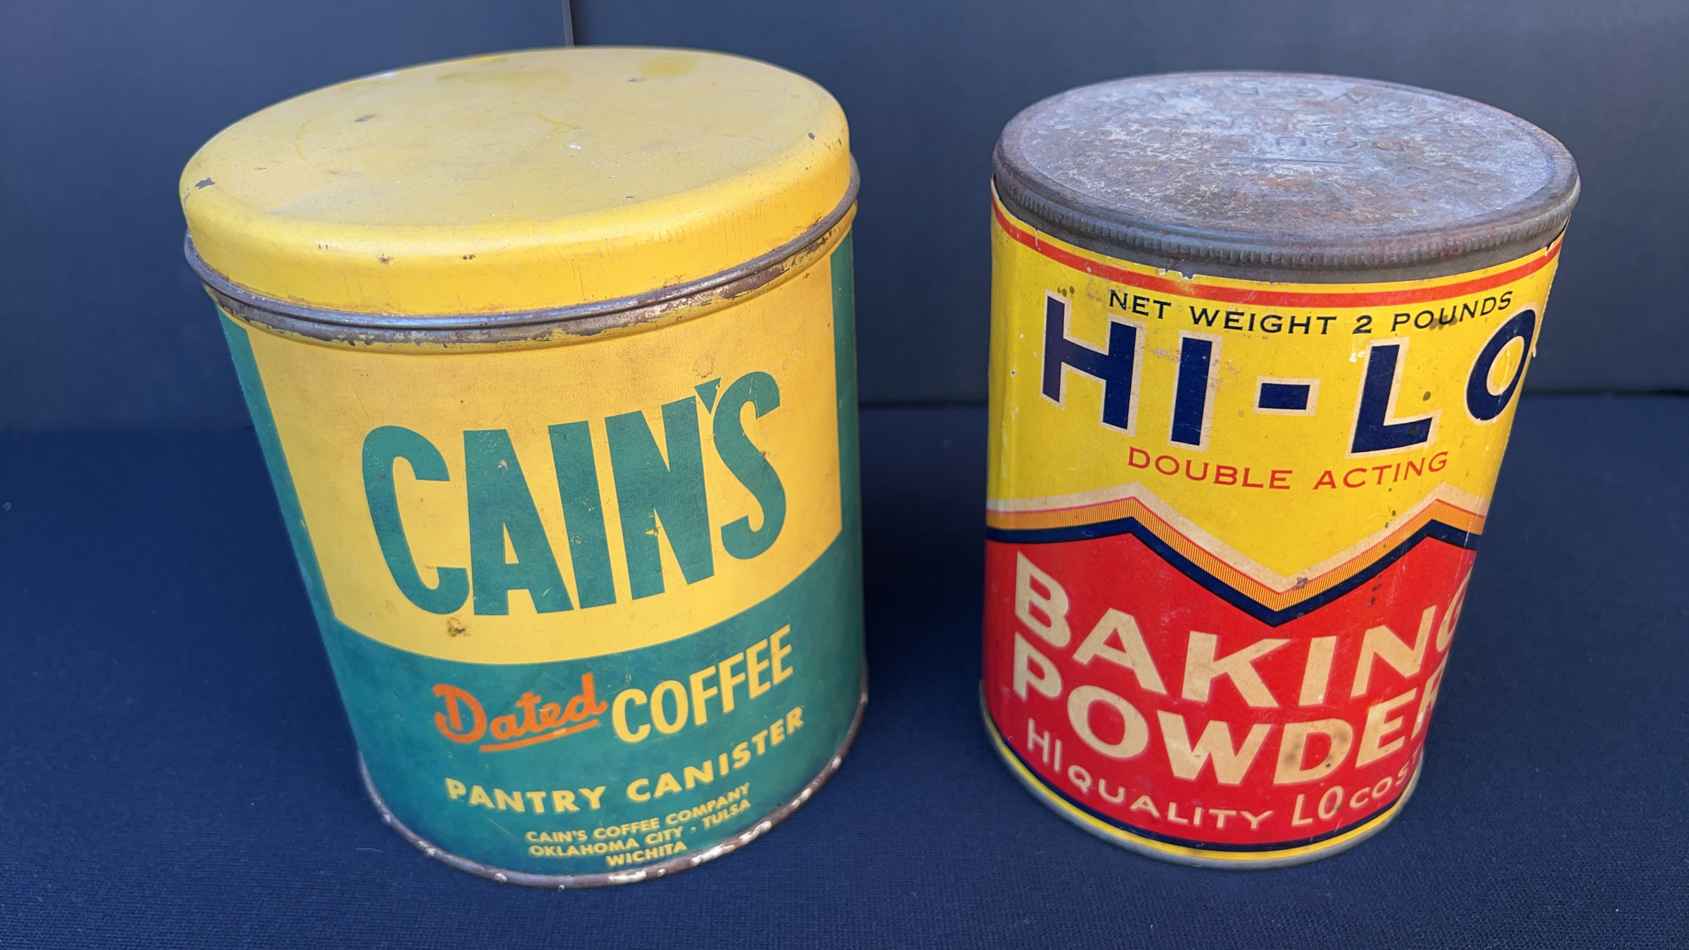 CAIN'S
Dated COFFEE
PANTRY CANISTER
CAIN'S COFFEE COMPANY
OKLAHOMA CITY · TULSA
WICHITA
NET WEIGHT 2 POUNDS
HI-LO
DOUBLE ACTING
BAKING
POWDER
HI QUALITY LO COST